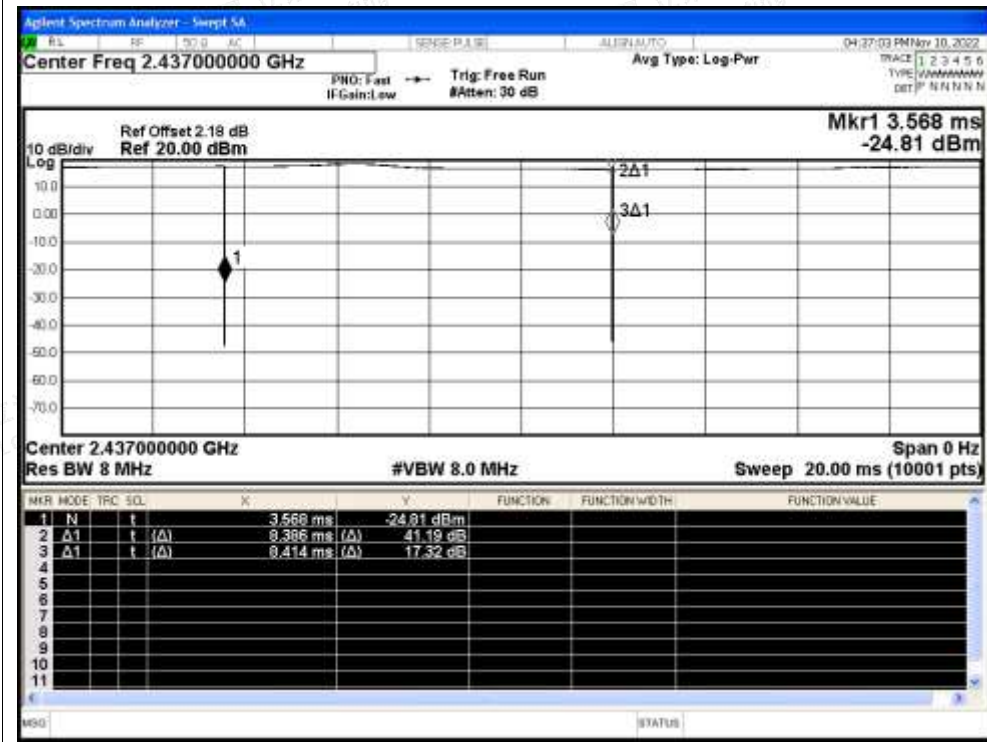 Agilent Spectrum Analyzer - Swept SA
RL RF 50 Ω AC SENSE:PULSE ALIGN AUTO 04:37:03 PM Nov 10, 2022
Center Freq 2.437000000 GHz
PNO: Fast
IFGain:Low
Trig: Free Run
#Atten: 30 dB
Avg Type: Log-Pwr
TRACE 1 2 3 4 5 6
TYPE
DET P N N N N N
Ref Offset 2.18 dB
Ref 20.00 dBm
10 dB/div
Log
Mkr1 3.568 ms
-24.81 dBm
10.0
0.00
-10.0
-20.0
-30.0
-40.0
-50.0
-60.0
-70.0
1
2Δ1
3Δ1
Center 2.437000000 GHz Span 0 Hz
Res BW 8 MHz #VBW 8.0 MHz Sweep 20.00 ms (10001 pts)
MKR MODE TRC SCL X Y FUNCTION FUNCTION WIDTH FUNCTION VALUE
1 N t 3.568 ms -24.81 dBm
2 Δ1 t (Δ) 8.386 ms (Δ) 41.19 dB
3 Δ1 t (Δ) 8.414 ms (Δ) 17.32 dB
4
5
6
7
8
9
10
11
MSG STATUS